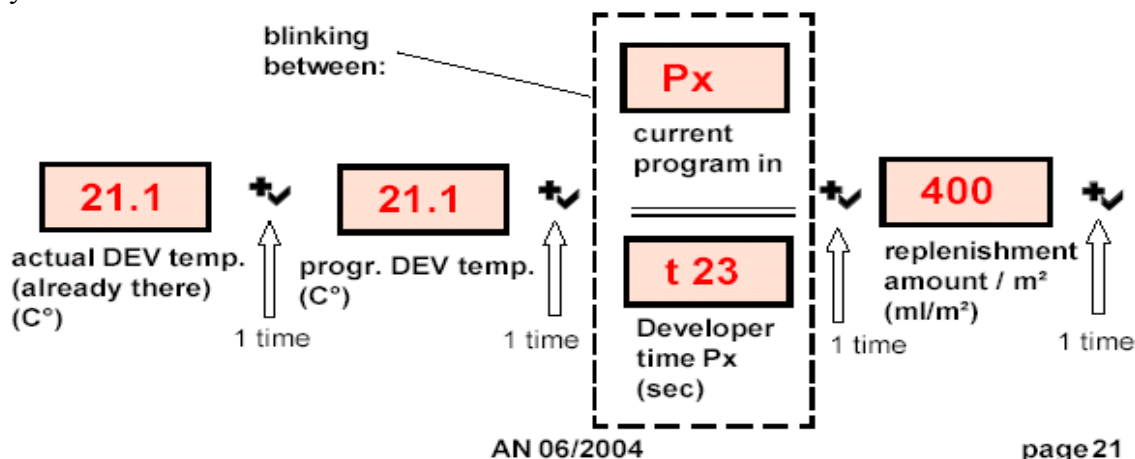 blinking
between:
Px
current
program in
21.1
actual DEV temp.
(already there)
(C°)
1 time
21.1
progr. DEV temp.
(C°)
1 time
t 23
Developer
time Px
(sec)
1 time
400
replenishment
amount / m²
(ml/m²)
1 time
AN 06/2004
page 21